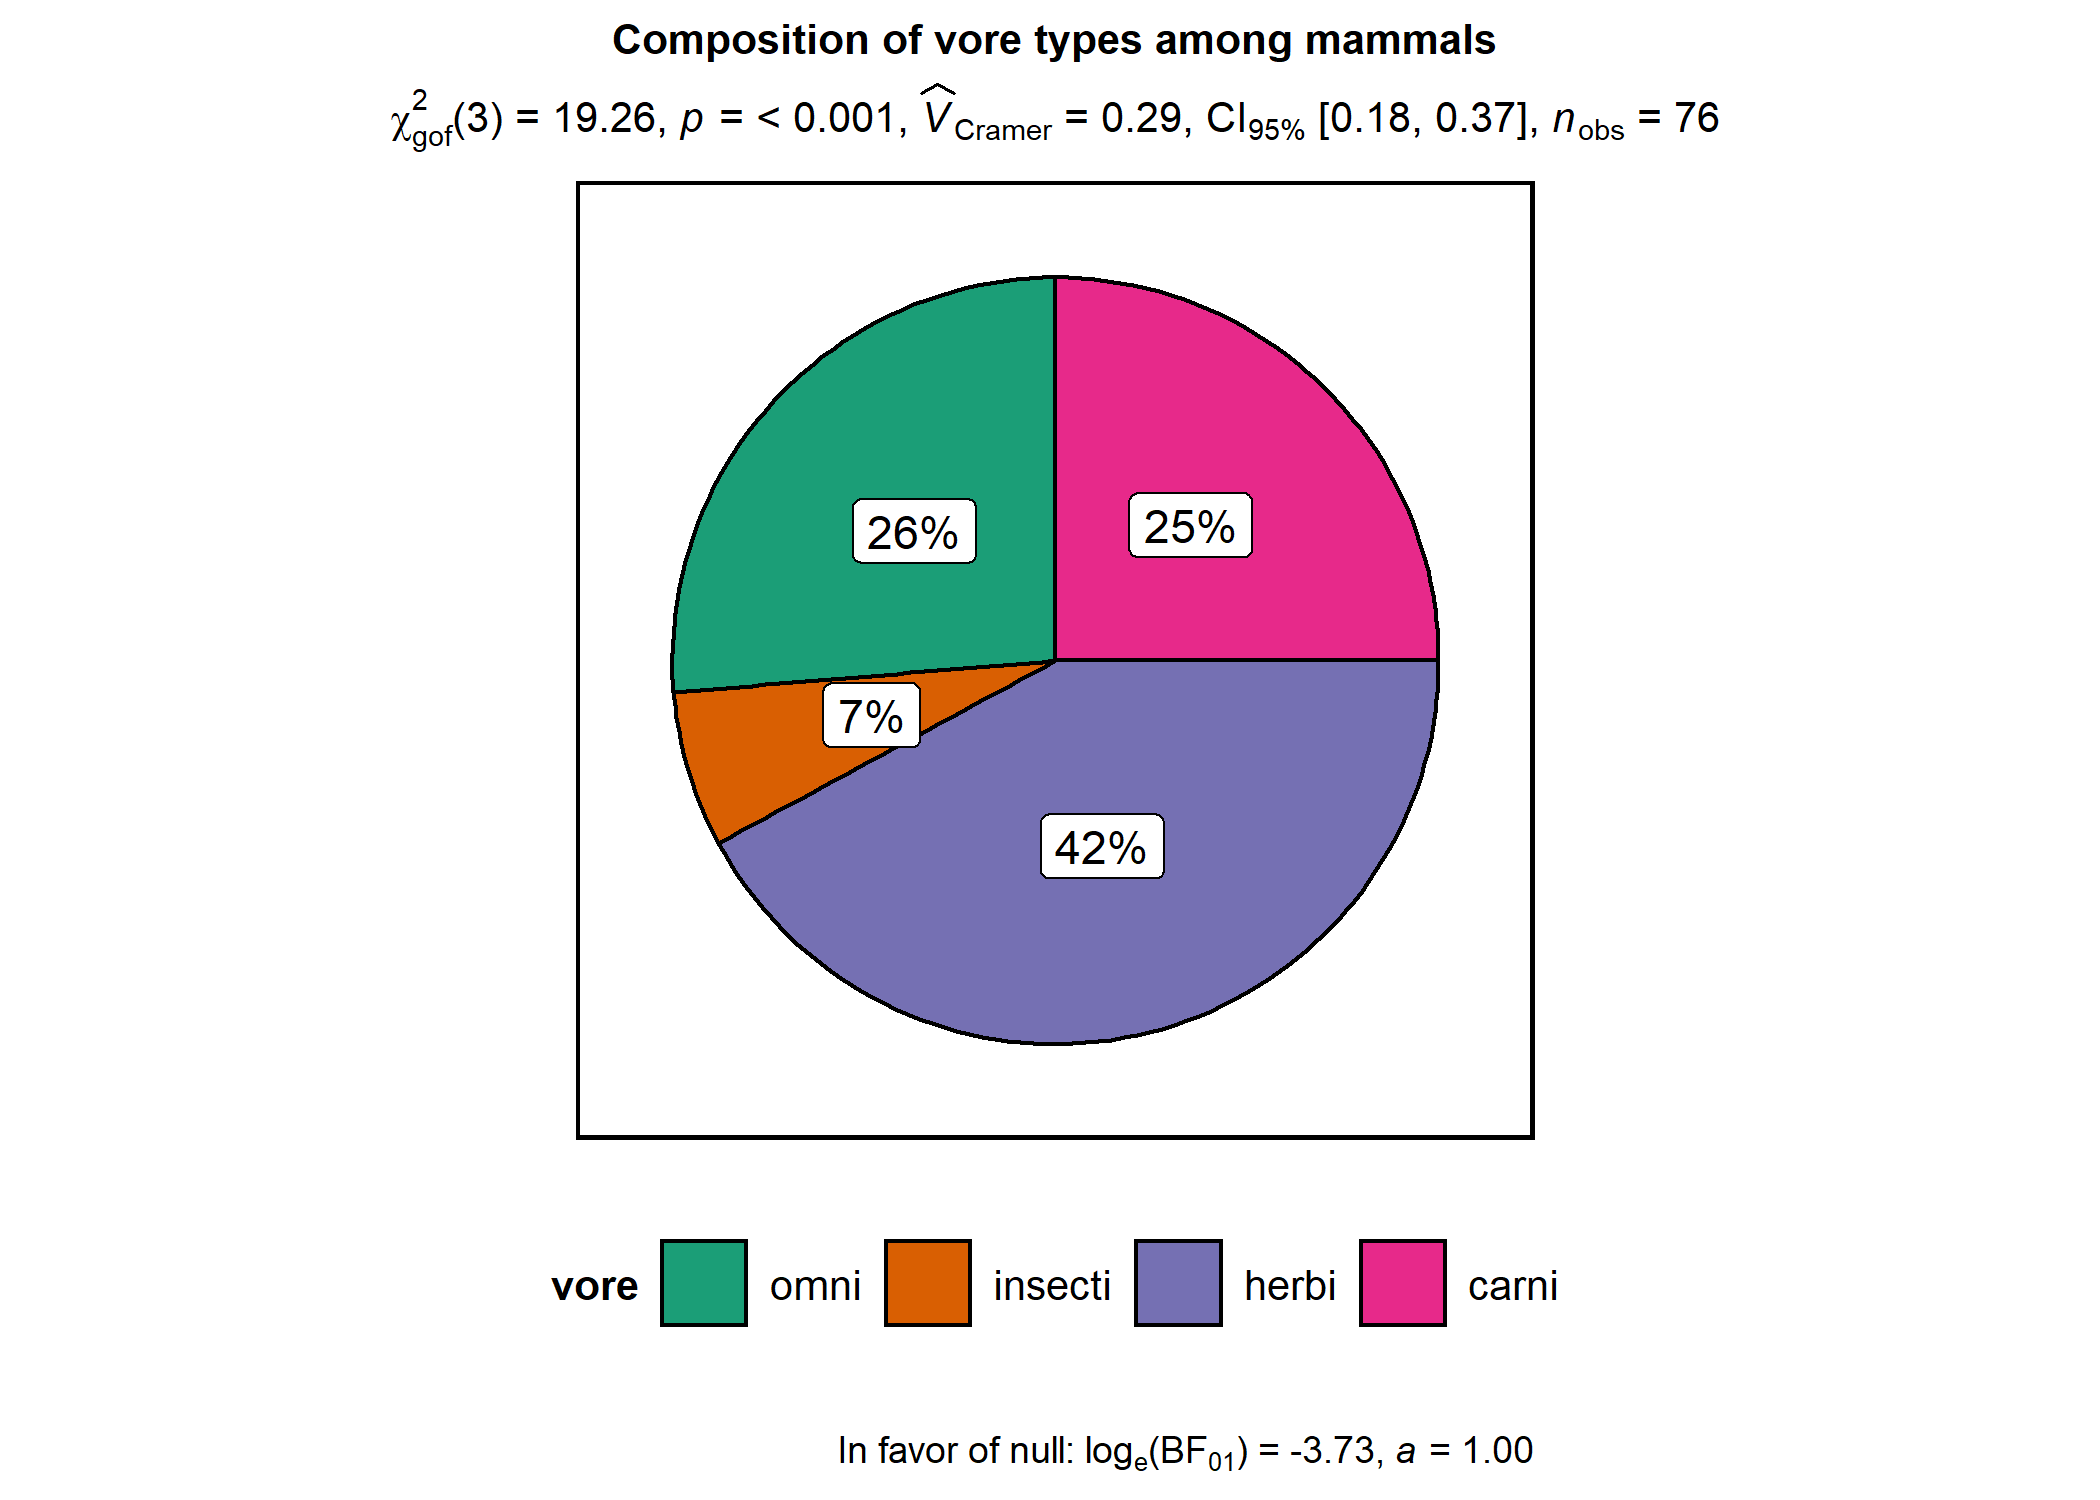 Composition of vore types among mammals
χ²gof(3) = 19.26, p = < 0.001, V̂Cramer = 0.29, CI95% [0.18, 0.37], nobs = 76
26%
25%
7%
42%
vore omni insecti herbi carni
In favor of null: loge(BF01) = -3.73, a = 1.00